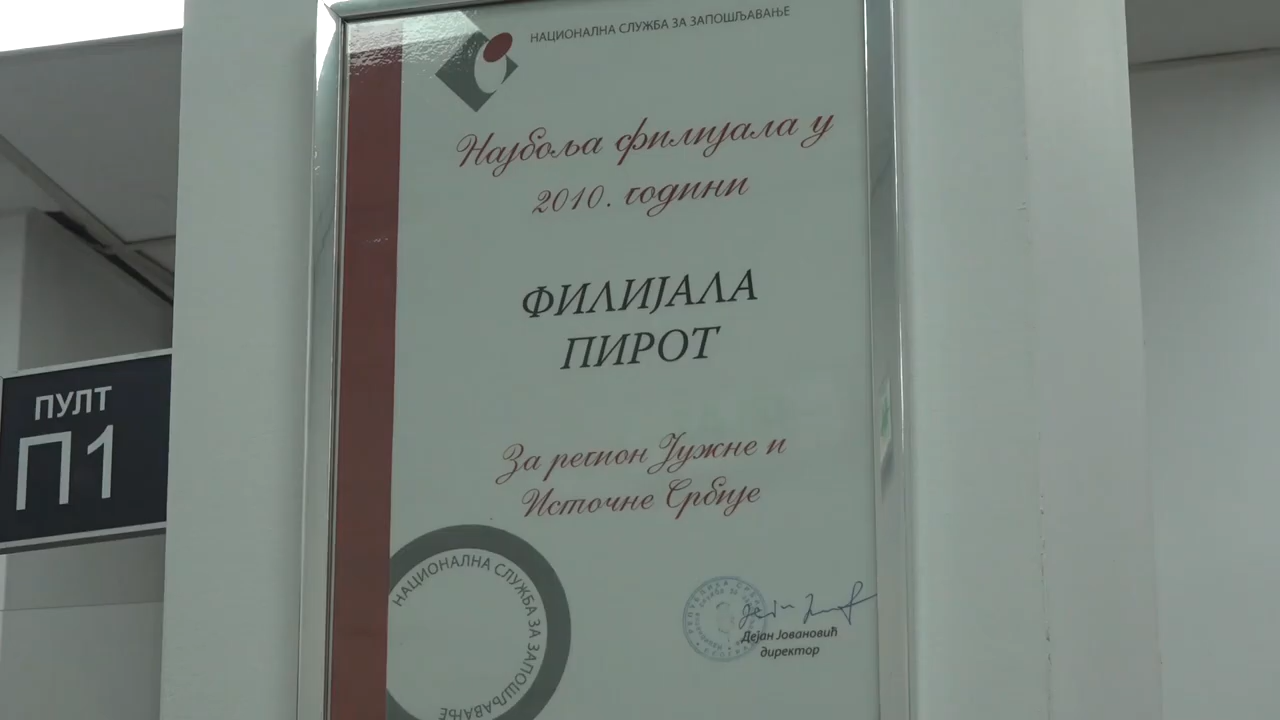 НАЦИОНАЛНА СЛУЖБА ЗА ЗАПОШЉАВАЊЕ
Најбоља филијала у
2010. години
ФИЛИЈАЛА
ПИРОТ
За регион Јужне и
Источне Србије
НАЦИОНАЛНА СЛУЖБА ЗА ЗАПОШЉАВАЊЕ
Дејан Јовановић
директор
ПУЛТ
П1